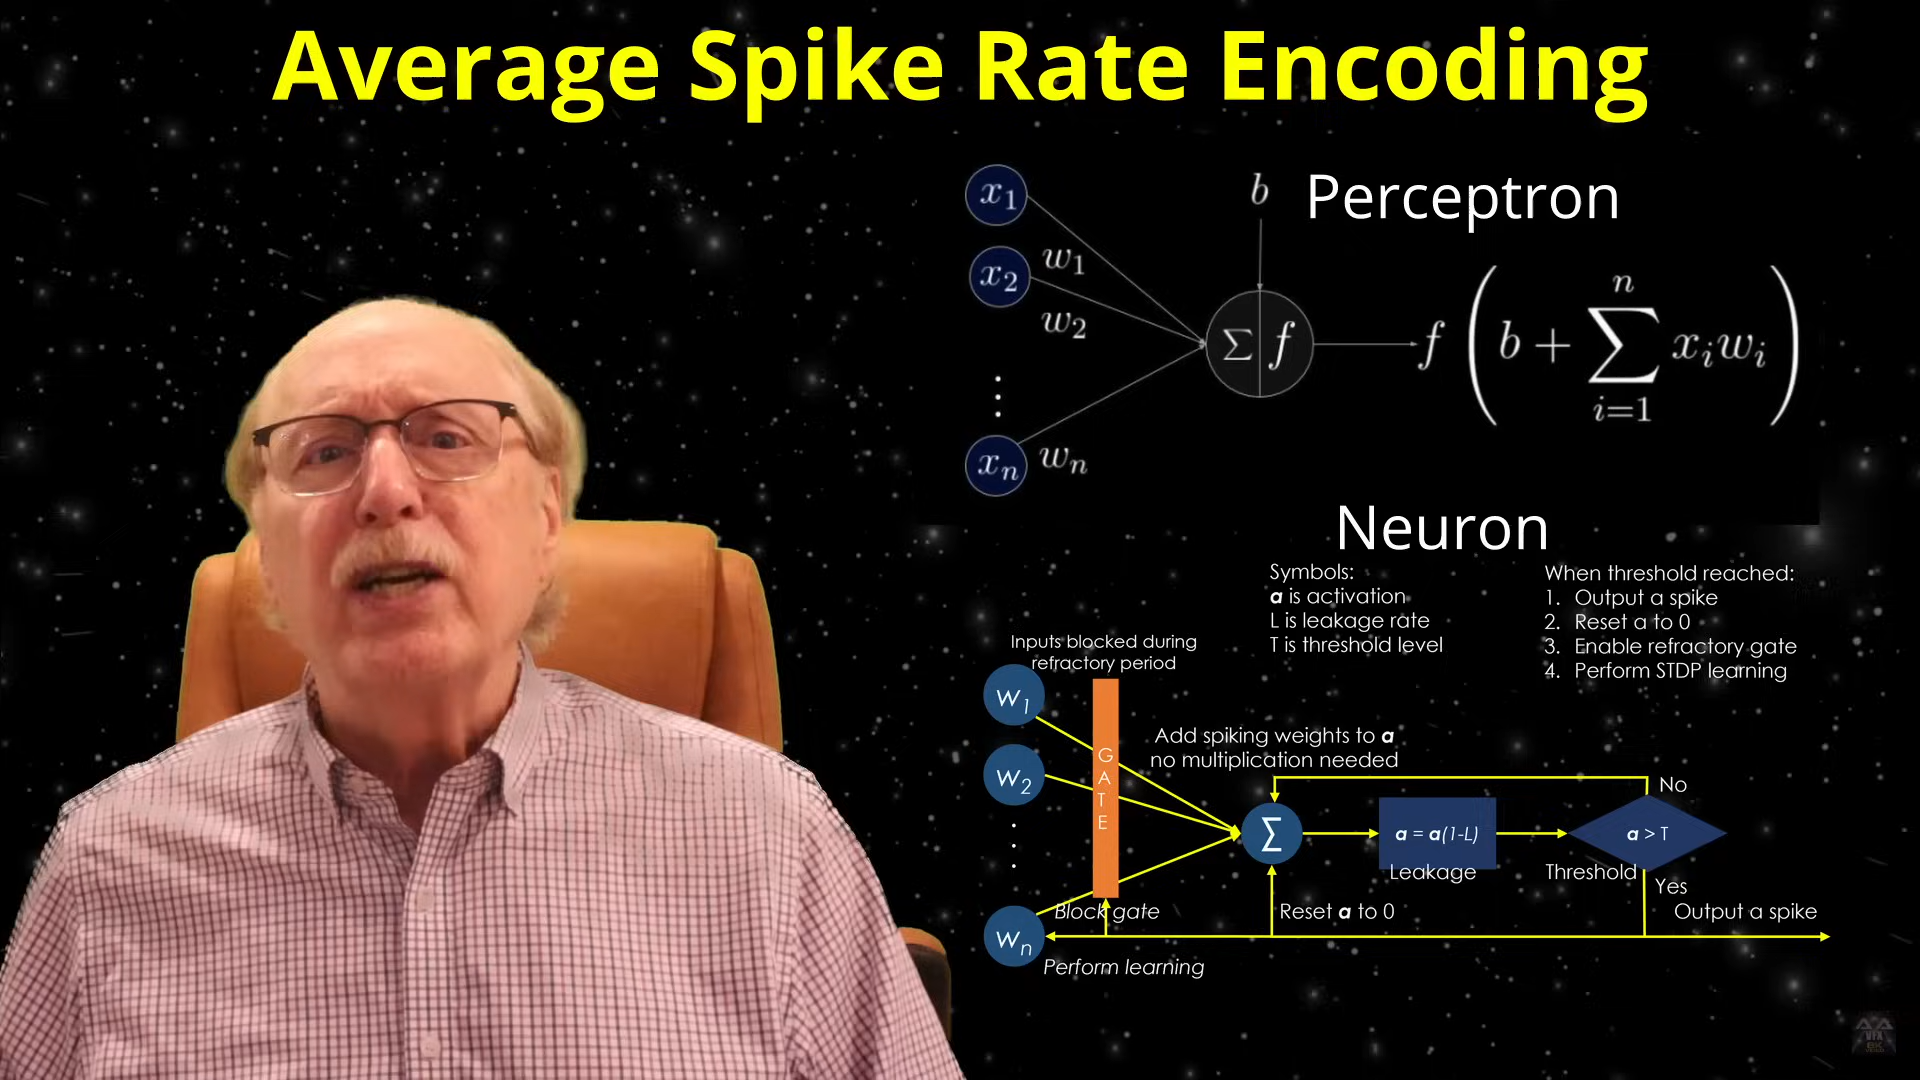 Average Spike Rate Encoding
Perceptron
b
x₁
w₁
x₂
w₂
xₙ
wₙ
Σ f
f(b + Σ xᵢwᵢ)
n
i=1
Neuron
Symbols:
a is activation
L is leakage rate
T is threshold level
When threshold reached:
1. Output a spike
2. Reset a to 0
3. Enable refractory gate
4. Perform STDP learning
Inputs blocked during
refractory period
w₁
w₂
wₙ
GATE
Add spiking weights to a
no multiplication needed
Σ
a = a(1-L)
Leakage
a > T
Threshold
No
Yes
Output a spike
Block gate
Reset a to 0
Perform learning